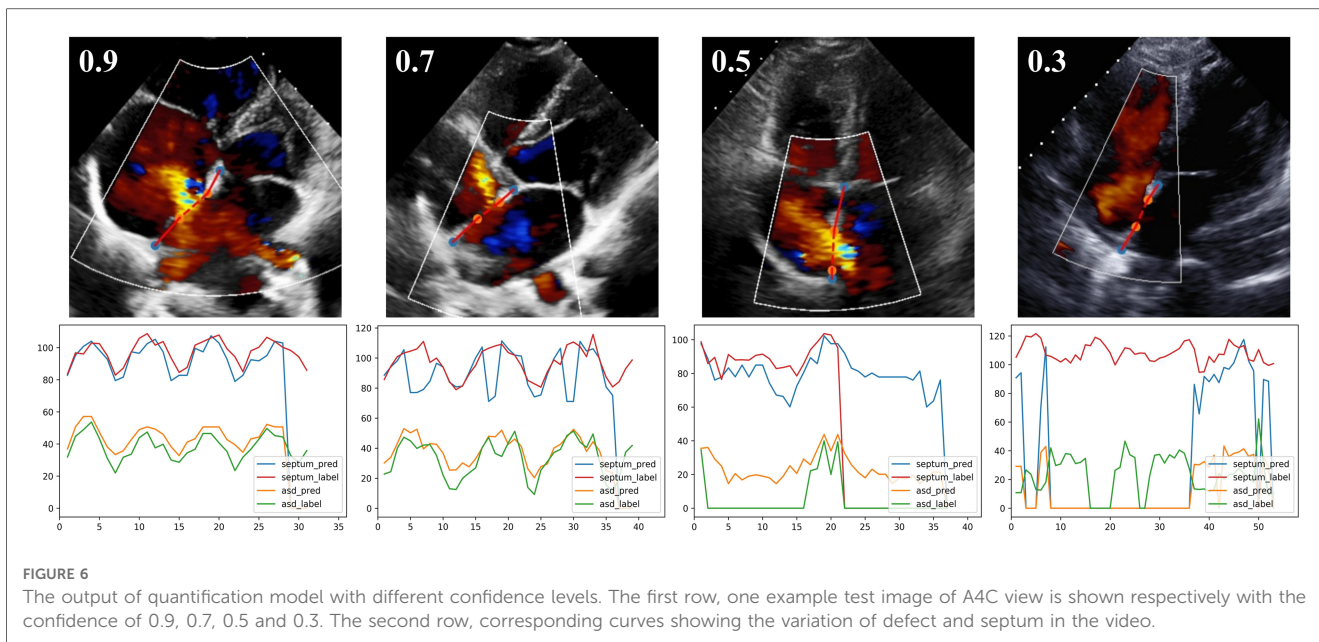 0.9 0.7 0.5 0.3
100
80
60
40
20
0
0 5 10 15 20 25 30 35
septum_pred
septum_label
asd_pred
asd_label
120
100
80
60
40
20
0
0 5 10 15 20 25 30 35 40
septum_pred
septum_label
asd_pred
asd_label
100
80
60
40
20
0
0 5 10 15 20 25 30 35 40
septum_pred
septum_label
asd_pred
asd_label
120
100
80
60
40
20
0
0 10 20 30 40 50
septum_pred
septum_label
asd_pred
asd_label
FIGURE 6
The output of quantification model with different confidence levels. The first row, one example test image of A4C view is shown respectively with the
confidence of 0.9, 0.7, 0.5 and 0.3. The second row, corresponding curves showing the variation of defect and septum in the video.